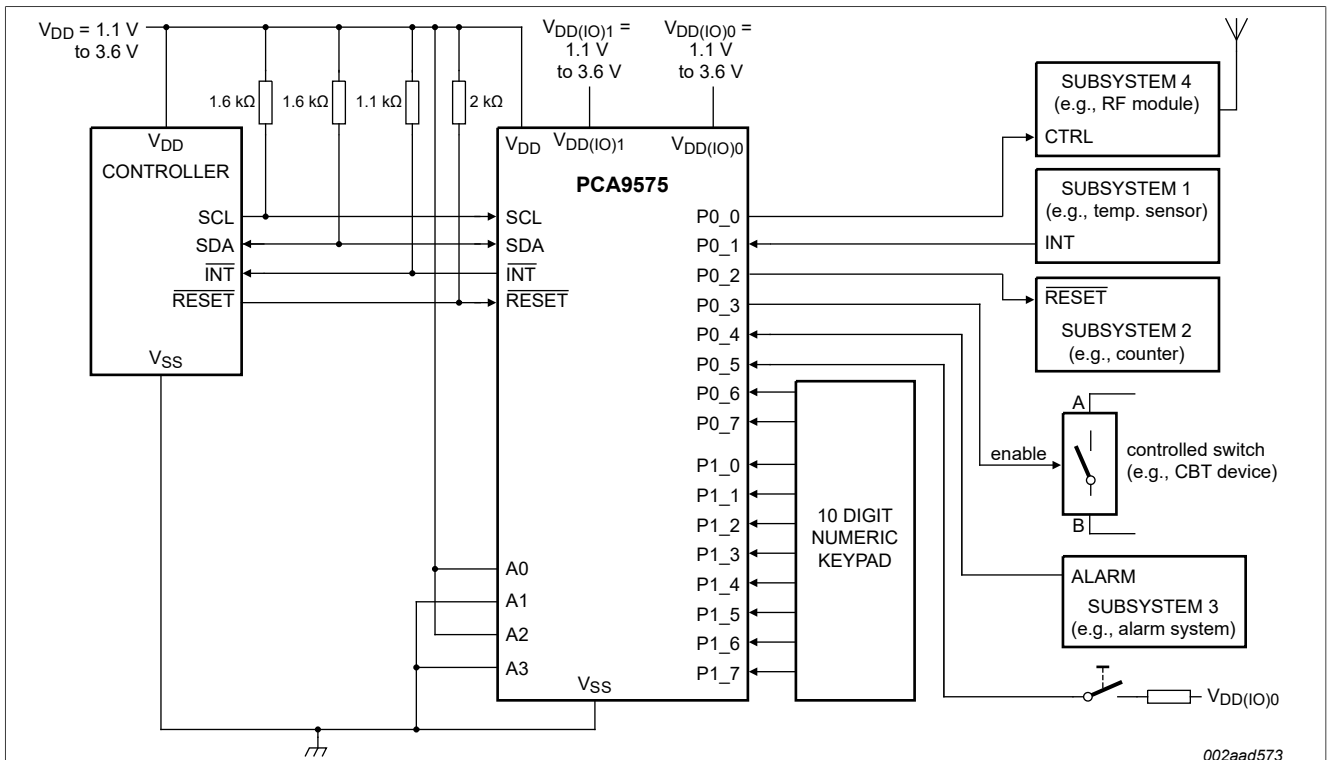 VDD = 1.1 V
to 3.6 V
VDD(IO)1 =
1.1 V
to 3.6 V
VDD(IO)0 =
1.1 V
to 3.6 V
1.6 kΩ
1.6 kΩ
1.1 kΩ
2 kΩ
VDD
CONTROLLER
SCL
SDA
INT
RESET
VSS
VDD
VDD(IO)1
VDD(IO)0
PCA9575
SCL
SDA
INT
RESET
A0
A1
A2
A3
VSS
P0_0
P0_1
P0_2
P0_3
P0_4
P0_5
P0_6
P0_7
P1_0
P1_1
P1_2
P1_3
P1_4
P1_5
P1_6
P1_7
10 DIGIT
NUMERIC
KEYPAD
SUBSYSTEM 4
(e.g., RF module)
CTRL
SUBSYSTEM 1
(e.g., temp. sensor)
INT
RESET
SUBSYSTEM 2
(e.g., counter)
A
enable
controlled switch
(e.g., CBT device)
B
ALARM
SUBSYSTEM 3
(e.g., alarm system)
VDD(IO)0
002aad573